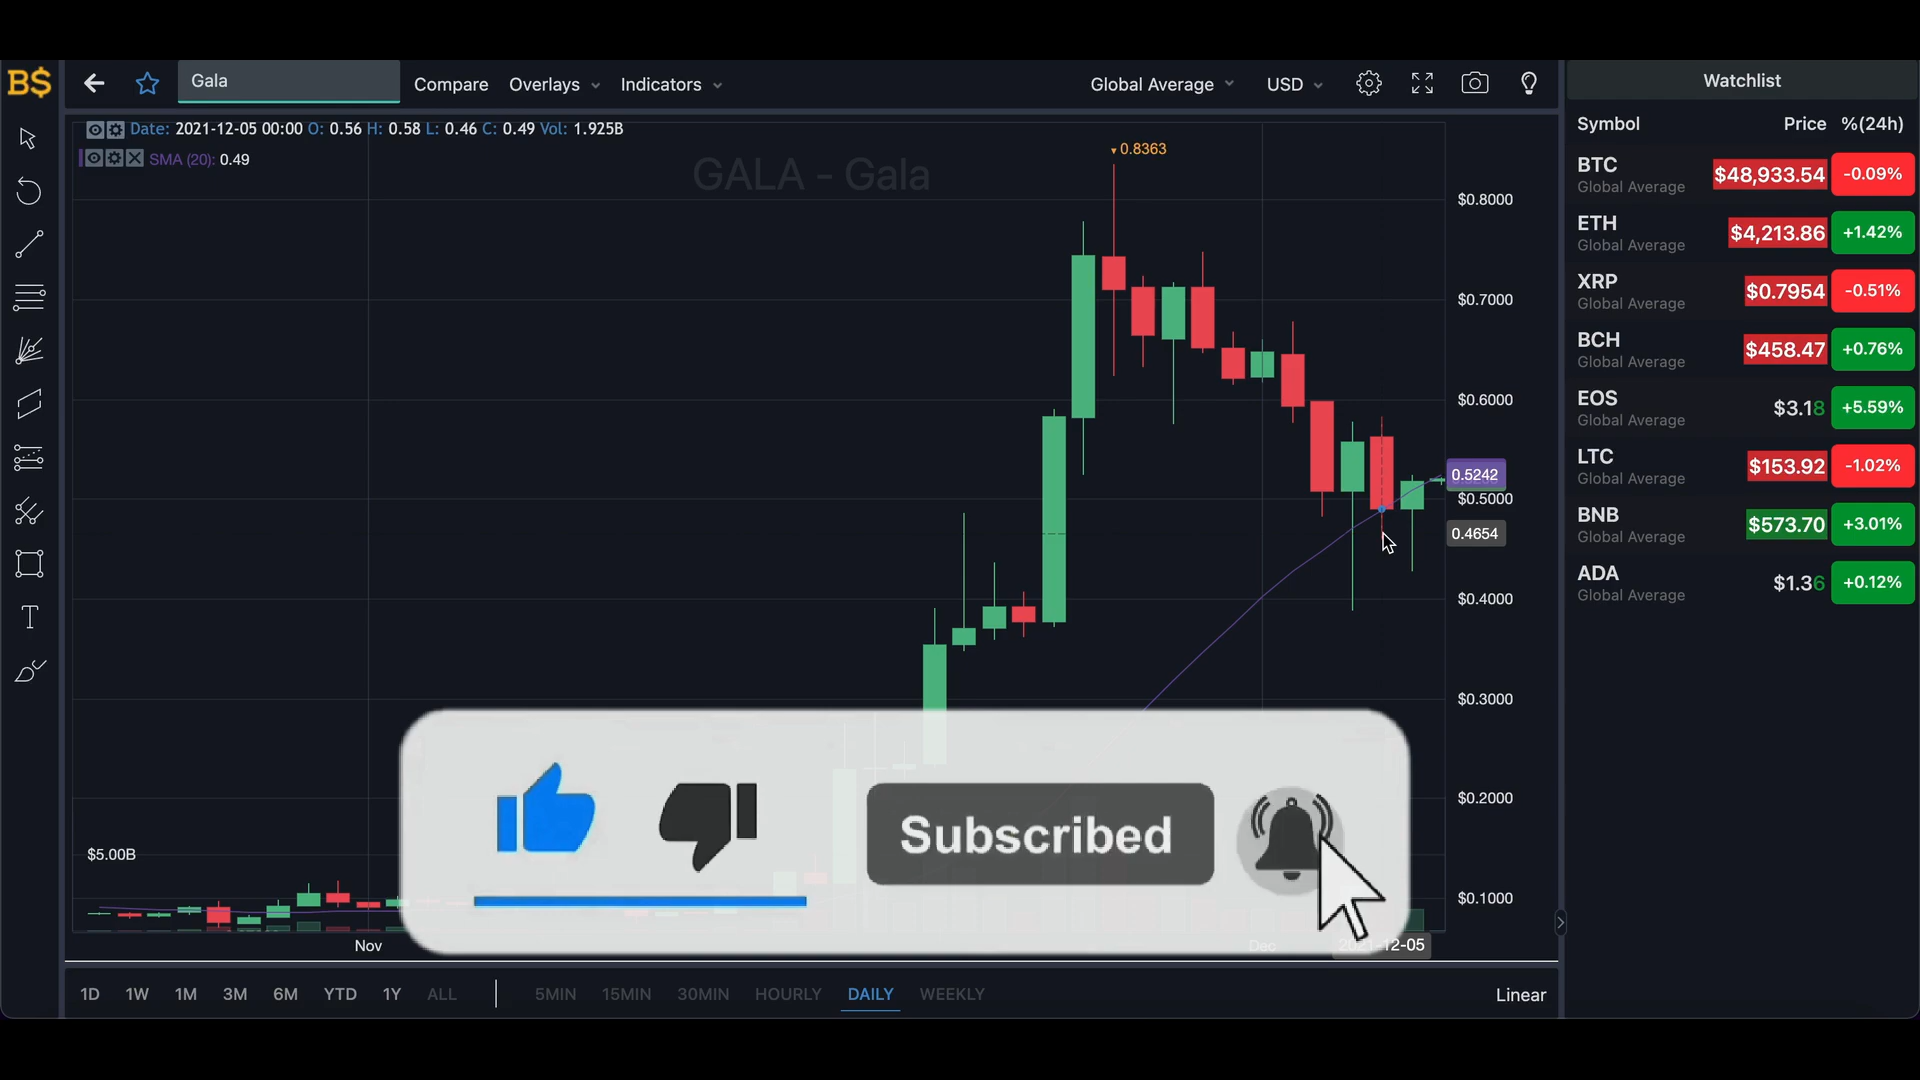 B$
Gala
Compare
Overlays
Indicators
Global Average
USD
Date: 2021-12-05 00:00 O: 0.56 H: 0.58 L: 0.46 C: 0.49 Vol: 1.925B
SMA (20): 0.49
GALA - Gala
0.8363
$0.8000
$0.7000
$0.6000
0.5242
$0.5000
0.4654
$0.4000
$0.3000
$0.2000
$0.1000
$5.00B
Subscribed
Nov
Dec
2021-12-05
1D 1W 1M 3M 6M YTD 1Y ALL
5MIN 15MIN 30MIN HOURLY DAILY WEEKLY
Linear
Watchlist
Symbol Price %(24h)
BTC $48,933.54 -0.09%
Global Average
ETH $4,213.86 +1.42%
Global Average
XRP $0.7954 -0.51%
Global Average
BCH $458.47 +0.76%
Global Average
EOS $3.18 +5.59%
Global Average
LTC $153.92 -1.02%
Global Average
BNB $573.70 +3.01%
Global Average
ADA $1.36 +0.12%
Global Average